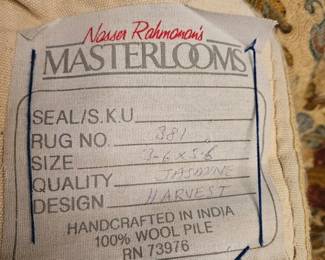 Nasser Rahmanan's
MASTERLOOMS
SEAL/S.K.U.
RUG NO. 381
SIZE 3-6 x 5-6
QUALITY JASMINE
DESIGN HARVEST
HANDCRAFTED IN INDIA
100% WOOL PILE
RN 73976